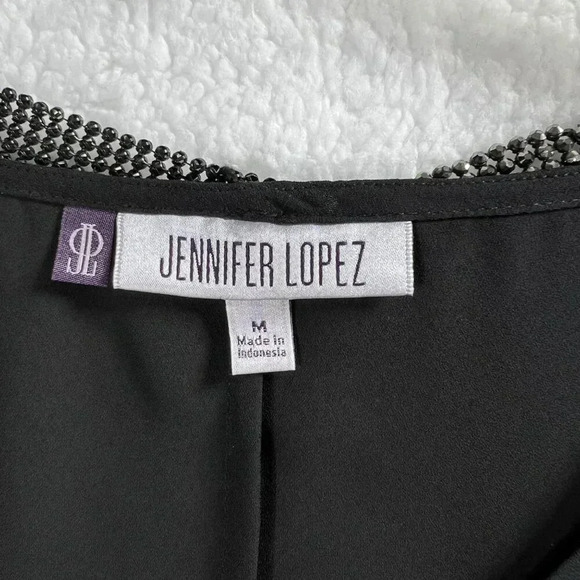 JL
JENNIFER LOPEZ
M
Made in
Indonesia